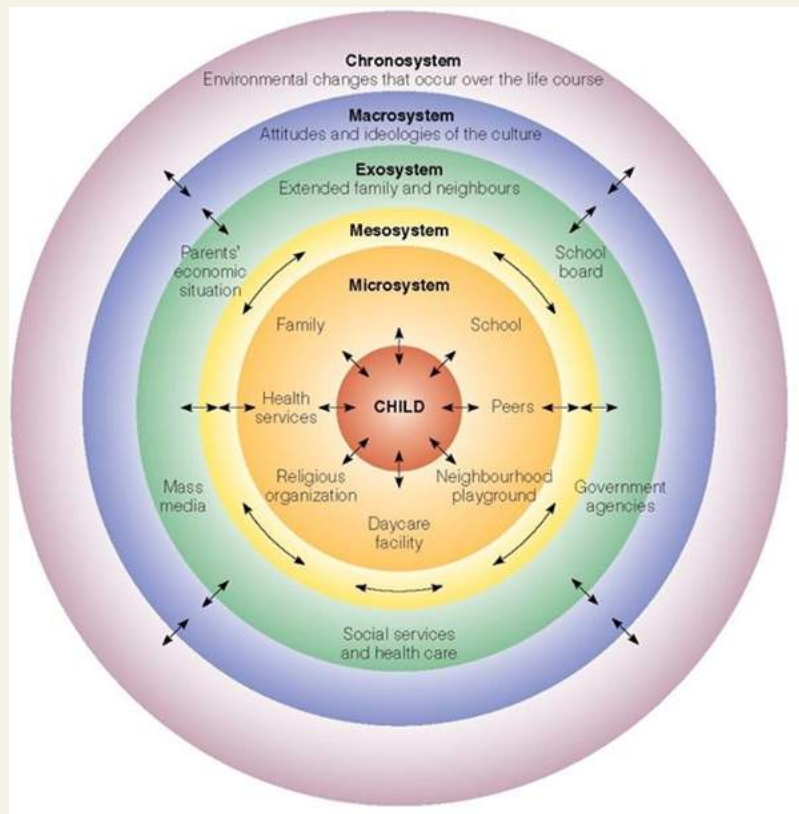 Chronosystem
Environmental changes that occur over the life course
Macrosystem
Attitudes and ideologies of the culture
Exosystem
Extended family and neighbours
Mesosystem
Parents'
economic
situation
School
board
Microsystem
Family
School
Health
services
CHILD
Peers
Religious
organization
Neighbourhood
playground
Mass
media
Government
agencies
Daycare
facility
Social services
and health care